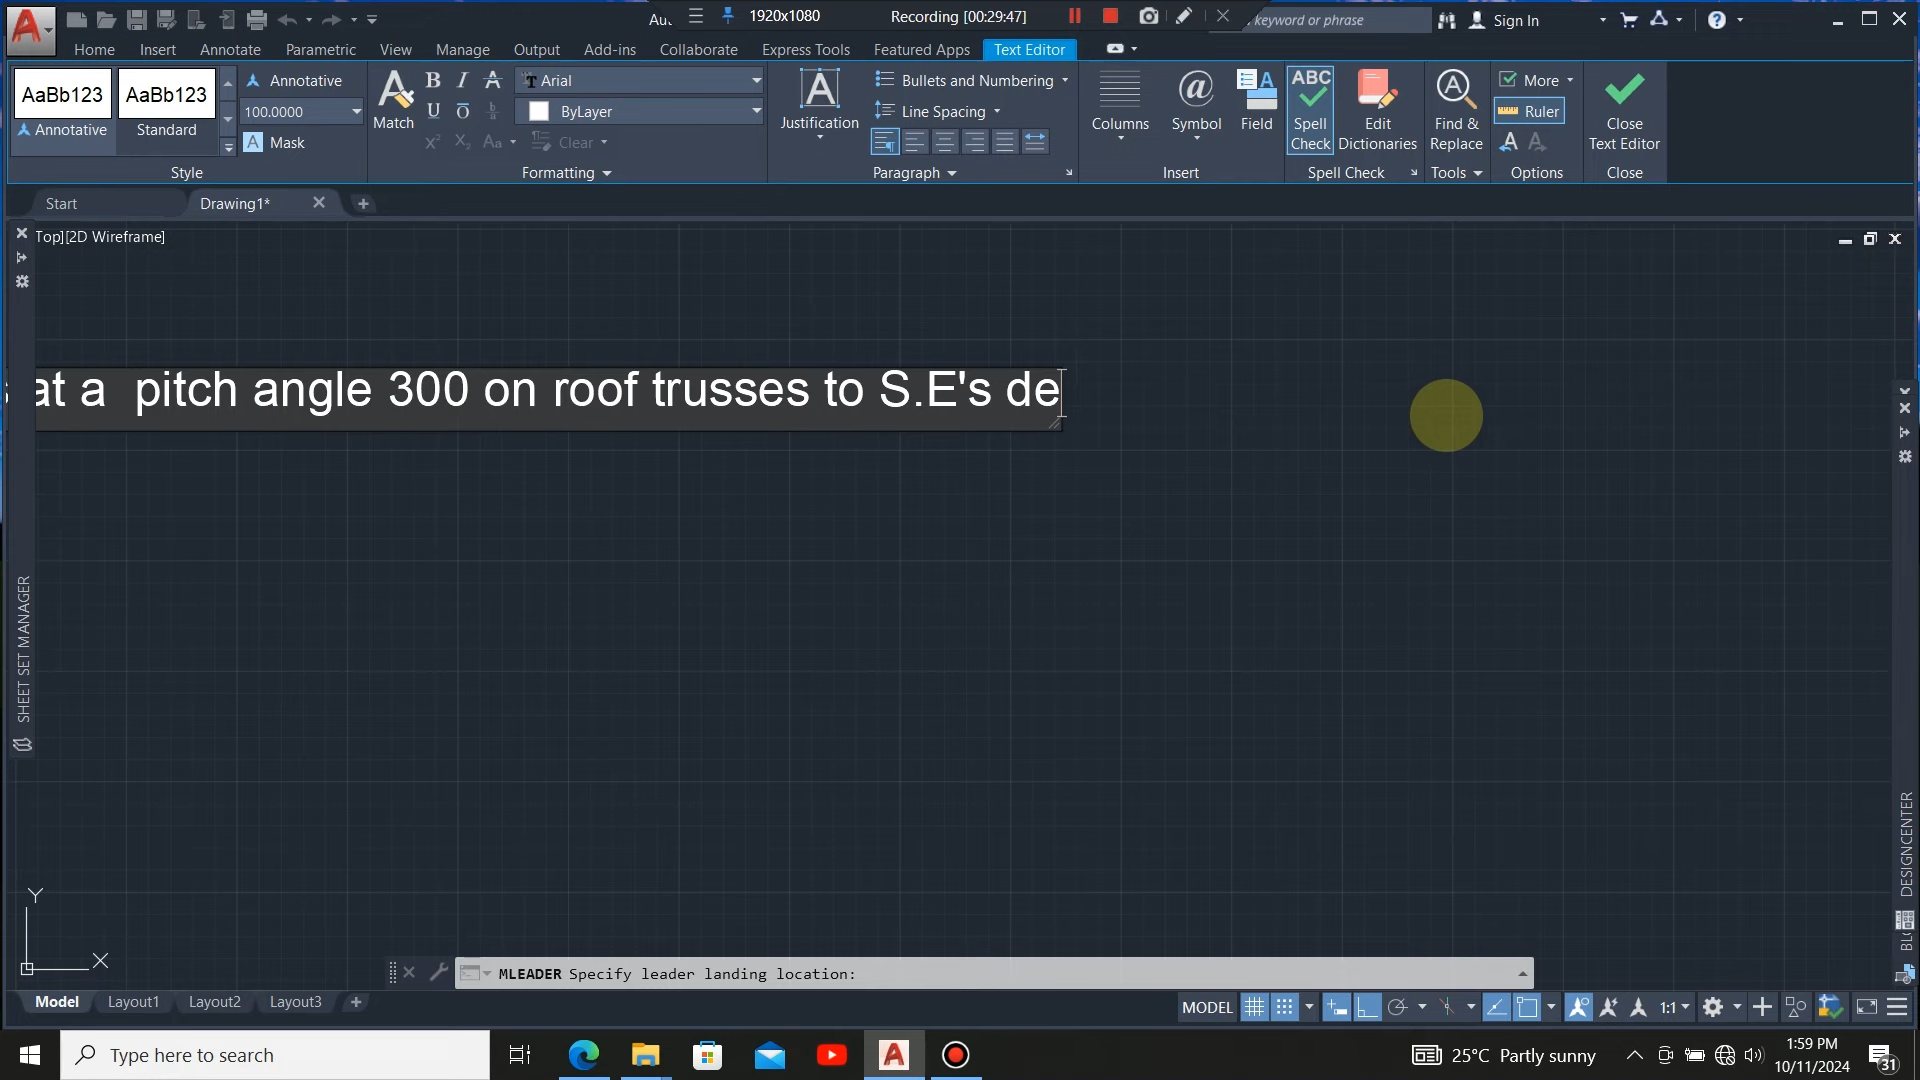 Au
1920x1080
Recording [00:29:47]
keyword or phrase
Sign In
Home
Insert
Annotate
Parametric
View
Manage
Output
Add-ins
Collaborate
Express Tools
Featured Apps
Text Editor
AaBb123
AaBb123
Annotative
Standard
Annotative
100.0000
Mask
Style
Match
Arial
ByLayer
Clear
Formatting
Justification
Bullets and Numbering
Line Spacing
Paragraph
Columns
Symbol
Field
Insert
ABC
Spell
Check
Edit
Dictionaries
Spell Check
Find &
Replace
Tools
More
Ruler
Options
Close
Text Editor
Close
Start
Drawing1*
Top][2D Wireframe]
at a  pitch angle 300 on roof trusses to S.E's de
SHEET SET MANAGER
DESIGNCENTER
Y
X
MLEADER Specify leader landing location:
Model
Layout1
Layout2
Layout3
MODEL
1:1
Type here to search
25°C Partly sunny
1:59 PM
10/11/2024
31